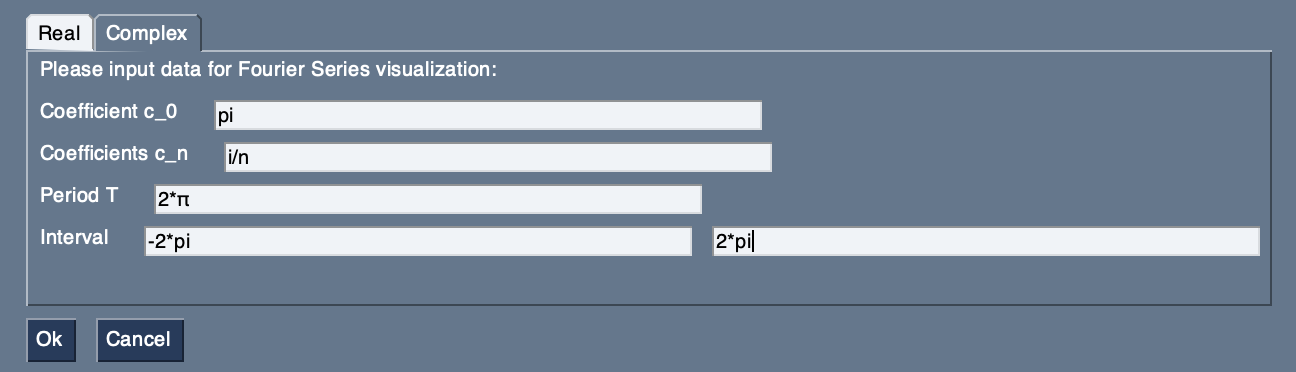 Real Complex
Please input data for Fourier Series visualization:
Coefficient c_0 pi
Coefficients c_n i/n
Period T 2*π
Interval -2*pi 2*pi
Ok Cancel